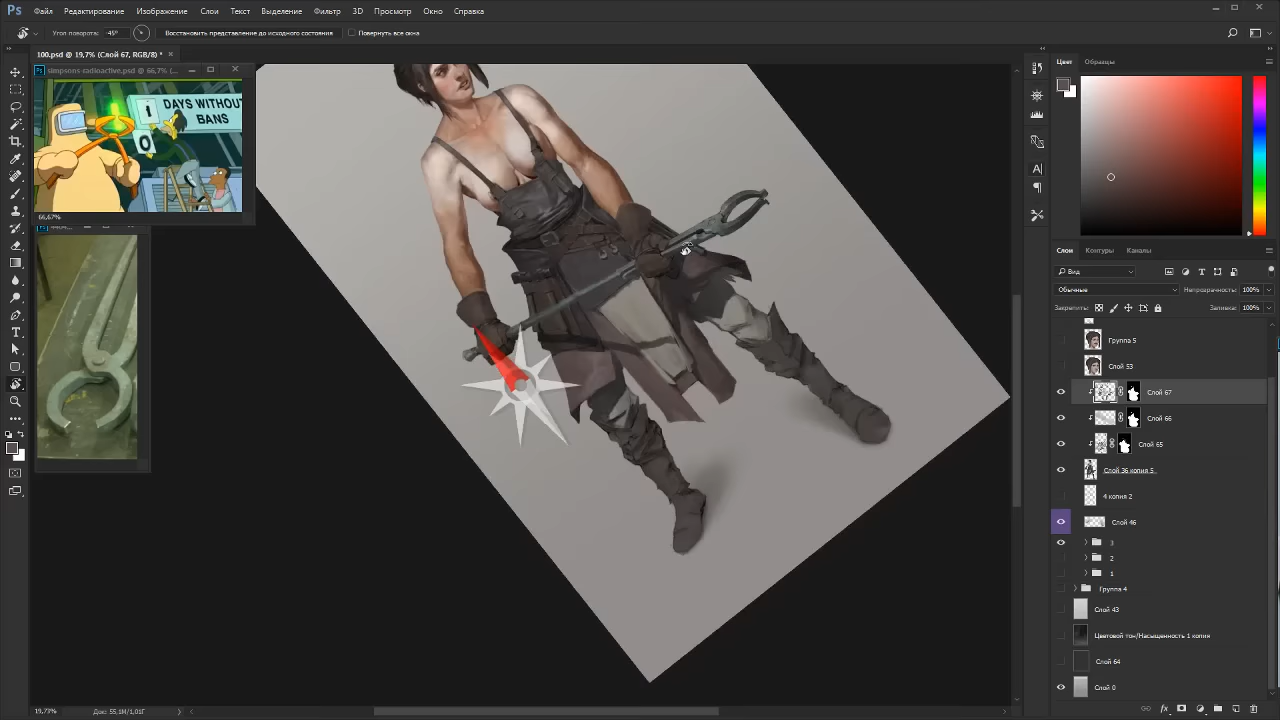 Ps Файл Редактирование Изображение Слои Текст Выделение Фильтр 3D Просмотр Окно Справка
Угол поворота: -45° Восстановить представление до исходного состояния Повернуть все окна
100.psd @ 19,7% (Слой 67, RGB/8) * ×
simpsons-radinactive.psd @ 66,7% (...
DAYS WITHOU
BANS
i
0
66,67%
Цвет Образцы
Слои Контуры Каналы
Вид
Обычные Непрозрачность: 100%
Заливка: 100%
Группа 5
Слой 53
Слой 67
Слой 66
Слой 65
Слой 36 копия 5
4 копия 2
Слой 46
3
2
1
Группа 4
Слой 43
Цветовой тон/Насыщенность 1 копия
Слой 64
Слой 0
19,73% Док: 55,1M/1,01Г